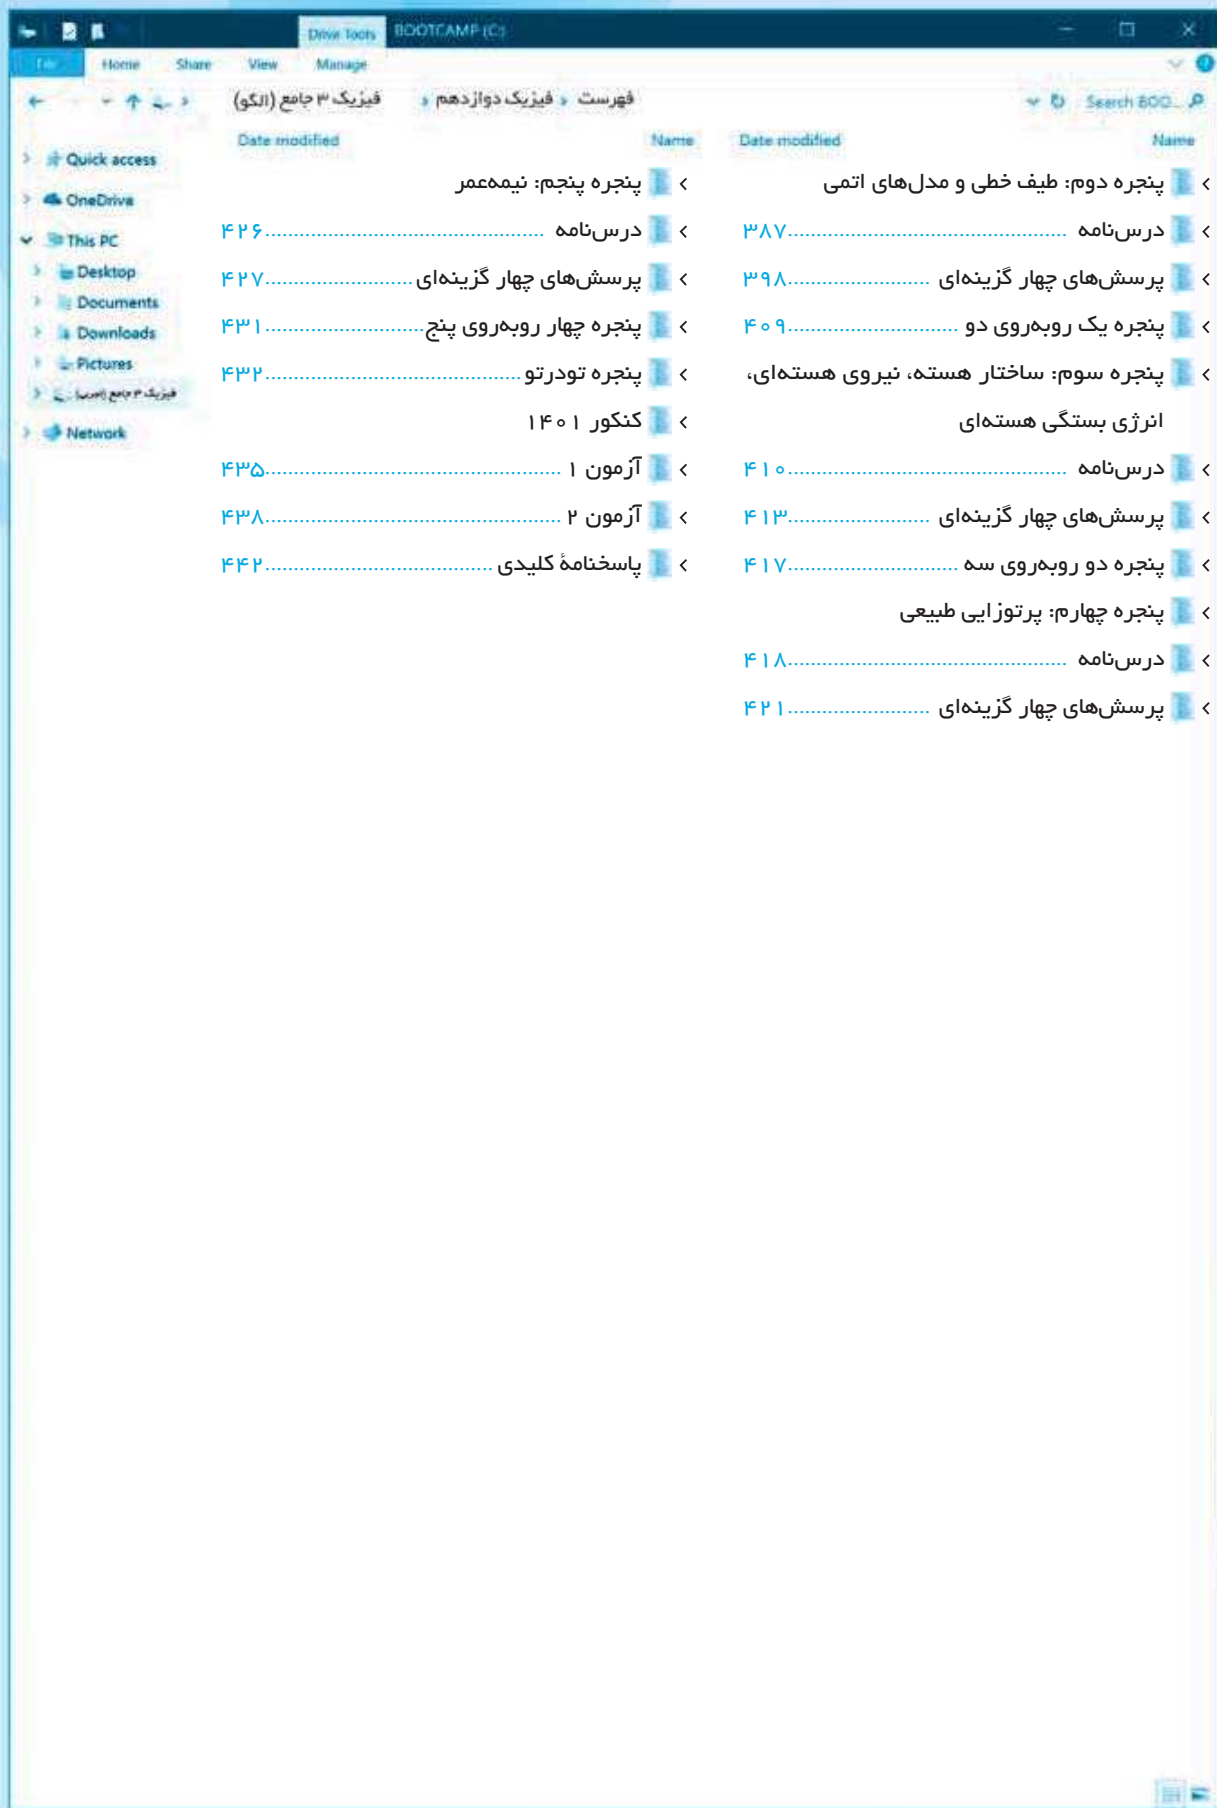 Drive Tools BOOTCAMP (C:)
File Home Share View Manage
فهرست فیزیک دوازدهم فیزیک ۳ جامع (الگو)
Search BOO...
Name Date modified
Name Date modified
Quick access
OneDrive
This PC
Desktop
Documents
Downloads
Pictures
فیزیک ۳ جامع
Network
پنجره دوم: طیف خطی و مدل‌های اتمی
درس‌نامه ................ ۳۸۷
پرسش‌های چهار گزینه‌ای ................ ۳۹۸
پنجره یک روبه‌روی دو ................ ۴۰۹
پنجره سوم: ساختار هسته، نیروی هسته‌ای،
انرژی بستگی هسته‌ای
درس‌نامه ................ ۴۱۰
پرسش‌های چهار گزینه‌ای ................ ۴۱۳
پنجره دو روبه‌روی سه ................ ۴۱۷
پنجره چهارم: پرتوزایی طبیعی
درس‌نامه ................ ۴۱۸
پرسش‌های چهار گزینه‌ای ................ ۴۲۱
پنجره پنجم: نیمه‌عمر
درس‌نامه ................ ۴۲۶
پرسش‌های چهار گزینه‌ای ................ ۴۲۷
پنجره چهار روبه‌روی پنج ................ ۴۳۱
پنجره تودرتو ................ ۴۳۲
کنکور ۱۴۰۱
آزمون ۱ ................ ۴۳۵
آزمون ۲ ................ ۴۳۸
پاسخنامۀ کلیدی ................ ۴۴۲